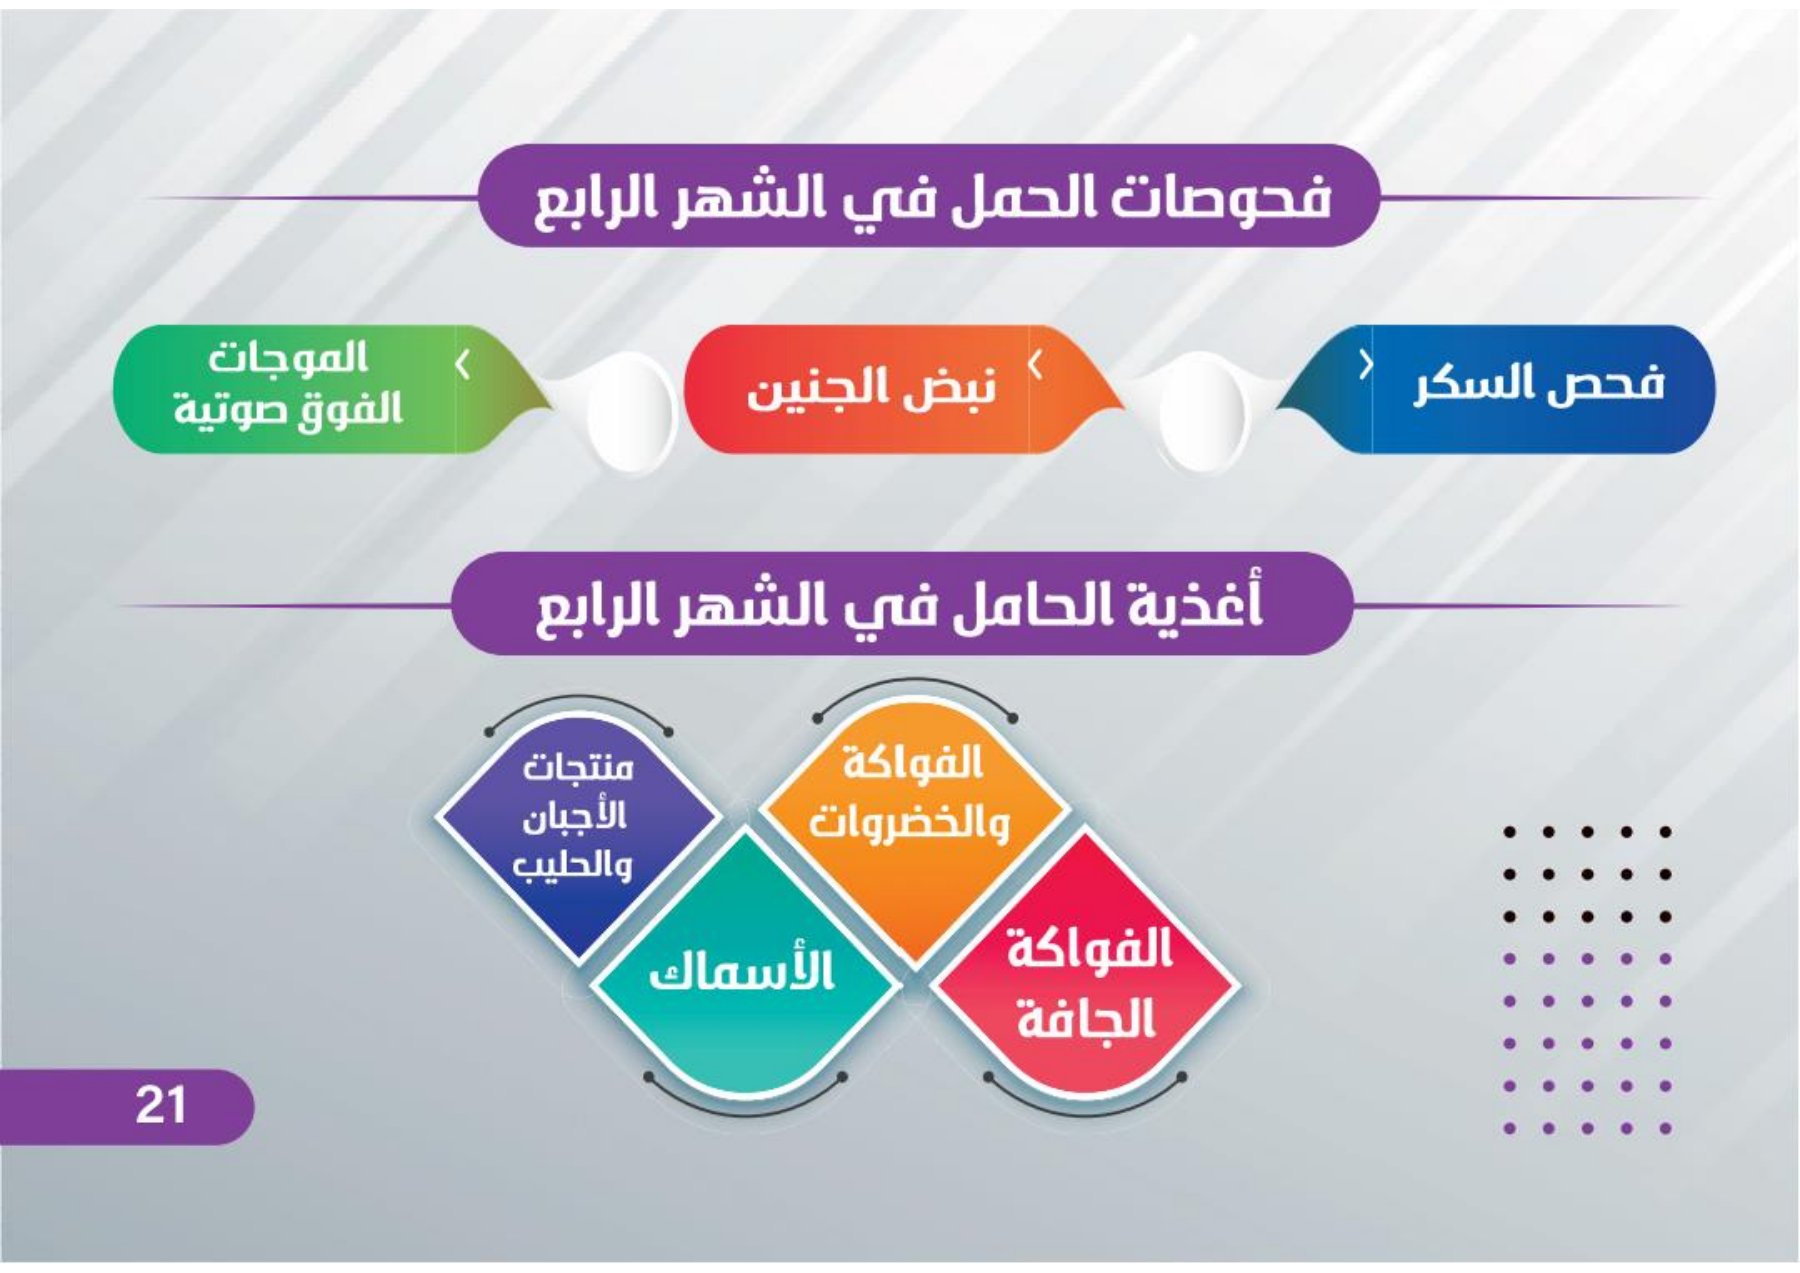 فحوصات الحمل في الشهر الرابع
فحص السكر
نبض الجنين
الموجات
الفوق صوتية
أغذية الحامل في الشهر الرابع
الفواكة
الجافة
الفواكة
والخضروات
الأسماك
منتجات
الأجبان
والحليب
21